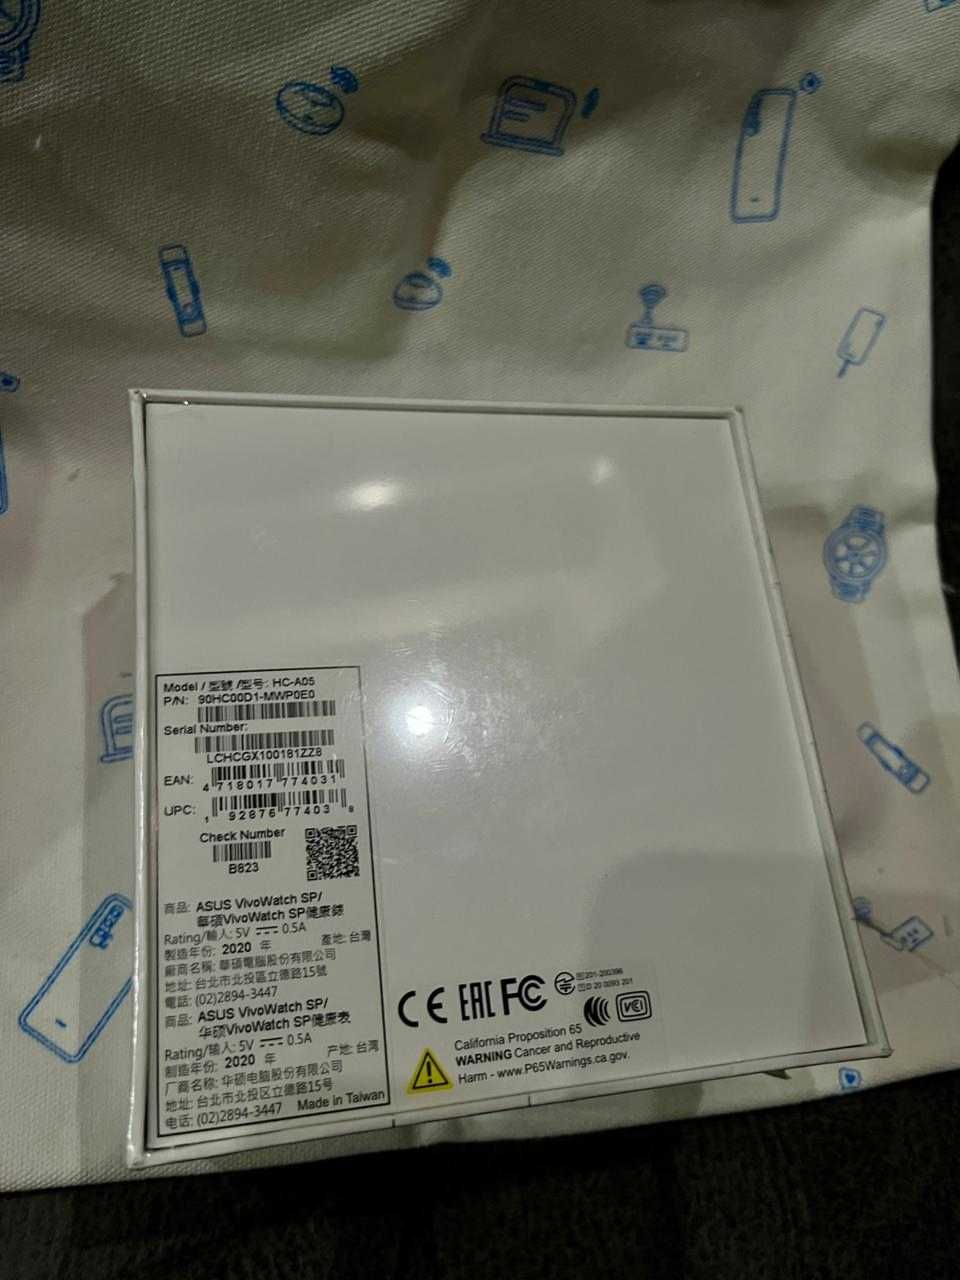 Model / 型號 /型号: HC-A05
P/N: 90HC00D1-MWP0E0
Serial Number:
LCHCGX100181ZZ8
EAN: 4 718017 774031
UPC: 1 92876 77403 8
Check Number
B823
商品: ASUS VivoWatch SP/
華碩VivoWatch SP健康錶
Rating/輸入: 5V 0.5A
製造年份: 2020 年 產地: 台灣
廠商名稱: 華碩電腦股份有限公司
地址: 台北市北投區立德路15號
電話: (02)2894-3447
商品: ASUS VivoWatch SP/
华硕VivoWatch SP健康表
Rating/输入: 5V 0.5A
制造年份: 2020 年 产地: 台湾
厂商名称: 华硕电脑股份有限公司
地址: 台北市北投区立德路15号
电话: (02)2894-3447 Made in Taiwan
CE EAC FC
201-200396
D 20 0093 201
California Proposition 65
WARNING Cancer and Reproductive
Harm - www.P65Warnings.ca.gov.